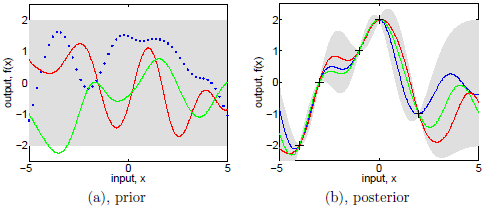 2
1
0
−1
−2
output, f(x)
−5
0
5
input, x
(a), prior
2
1
0
−1
−2
output, f(x)
−5
0
5
input, x
(b), posterior